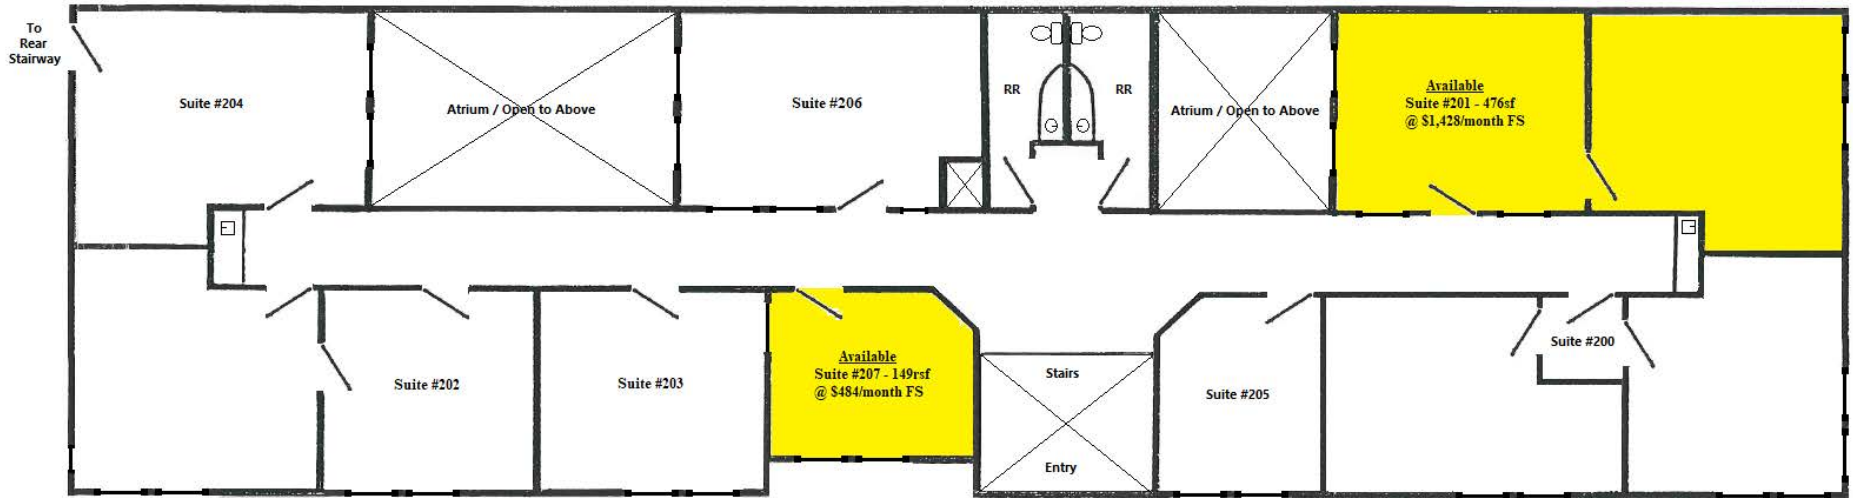 To
Rear
Stairway
Suite #204
Atrium / Open to Above
Suite #206
RR
RR
Atrium / Open to Above
Available
Suite #201 - 476sf
@ $1,428/month FS
Suite #202
Suite #203
Available
Suite #207 - 149rsf
@ $484/month FS
Stairs
Entry
Suite #205
Suite #200